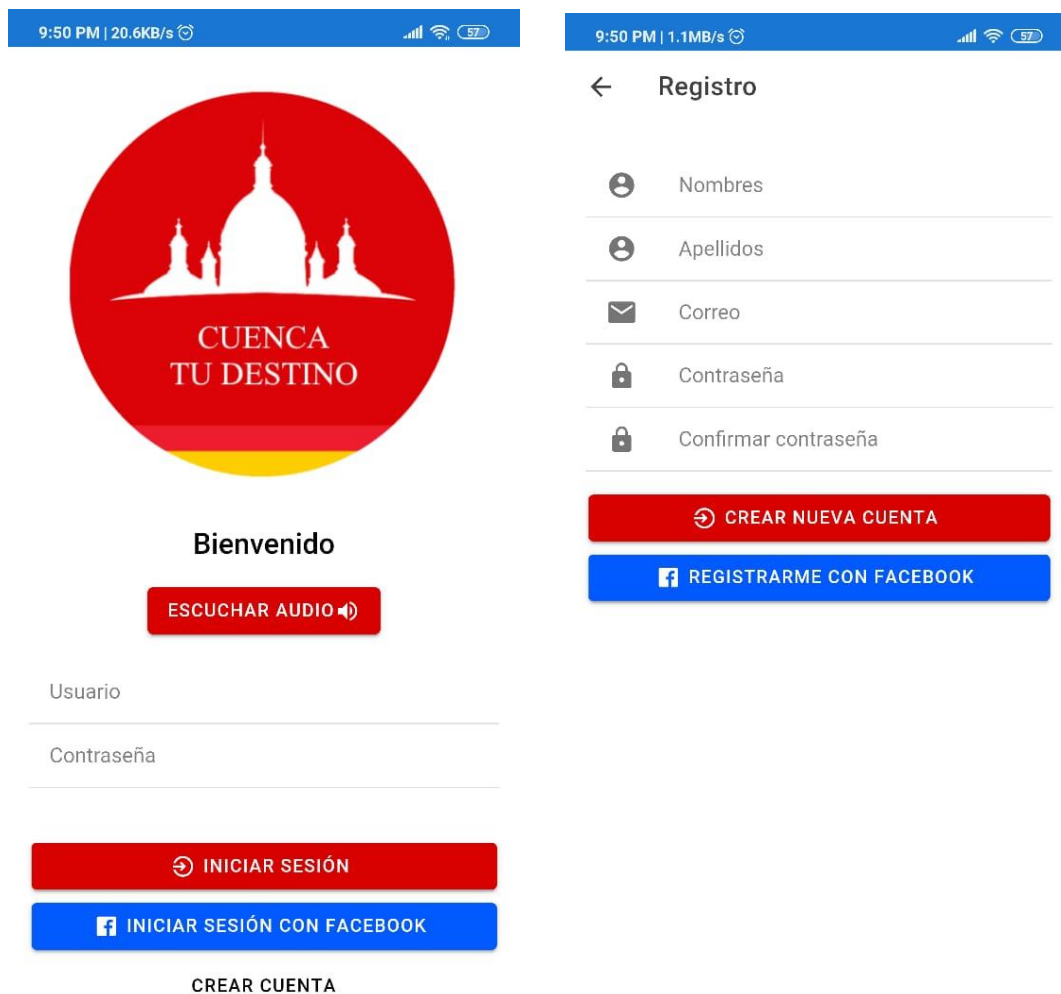 9:50 PM | 20.6KB/s
57
CUENCA
TU DESTINO
Bienvenido
ESCUCHAR AUDIO
Usuario
Contraseña
INICIAR SESIÓN
INICIAR SESIÓN CON FACEBOOK
CREAR CUENTA
9:50 PM | 1.1MB/s
57
Registro
Nombres
Apellidos
Correo
Contraseña
Confirmar contraseña
CREAR NUEVA CUENTA
REGISTRARME CON FACEBOOK